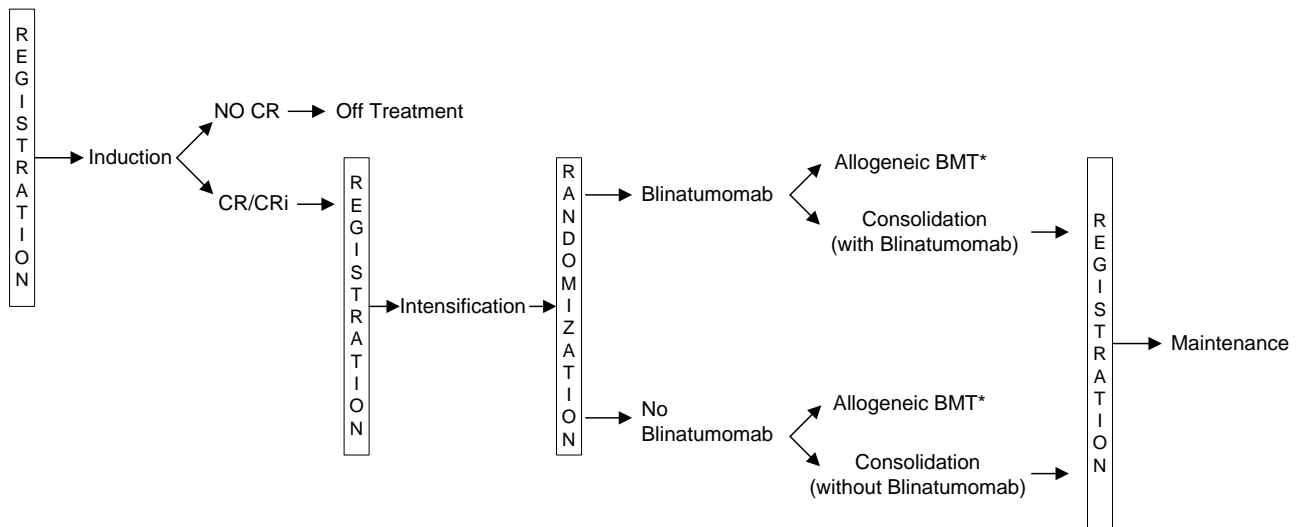 REGISTRATION
Induction
NO CR
Off Treatment
CR/CRi
REGISTRATION
Intensification
RANDOMIZATION
Blinatumomab
Allogeneic BMT*
Consolidation
(with Blinatumomab)
No
Blinatumomab
Allogeneic BMT*
Consolidation
(without Blinatumomab)
REGISTRATION
Maintenance